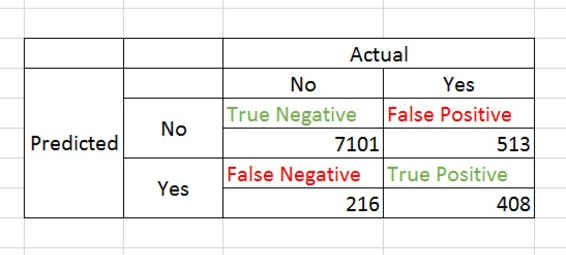 Actual
No Yes
True Negative False Positive
No
7101 513
Predicted
False Negative True Positive
Yes
216 408